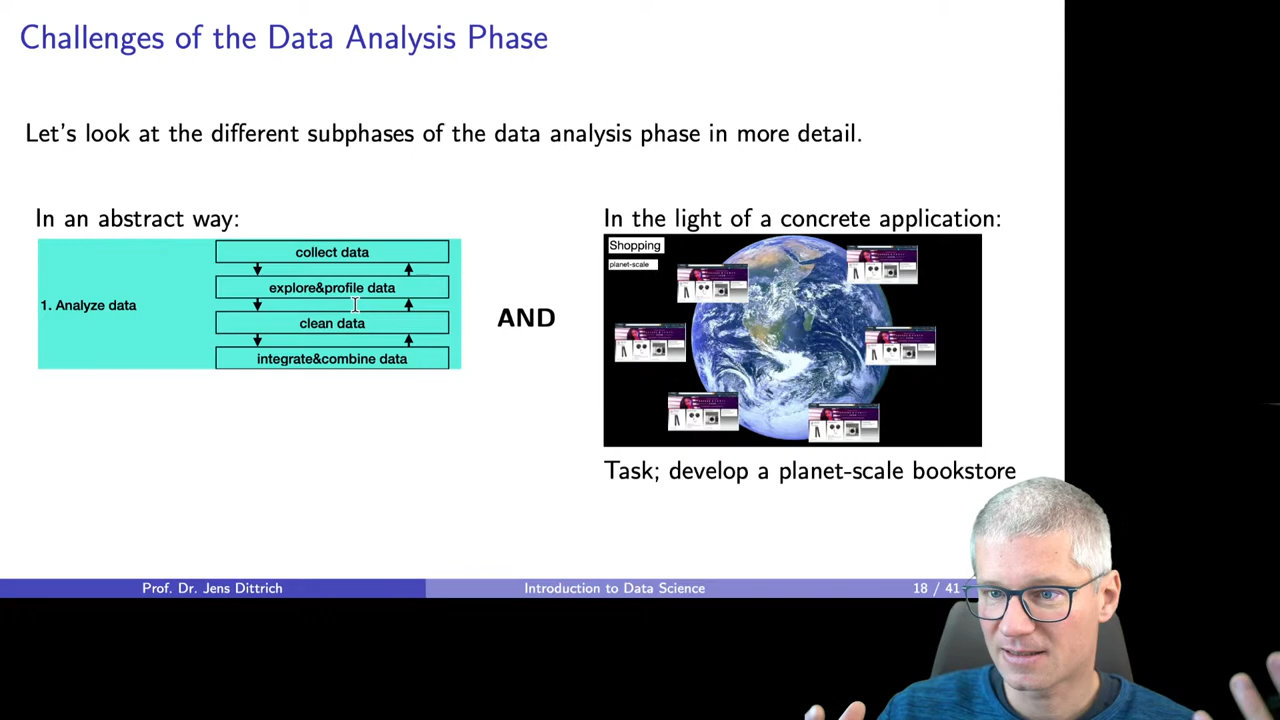 Challenges of the Data Analysis Phase
Let's look at the different subphases of the data analysis phase in more detail.
In an abstract way:
1. Analyze data
collect data
explore&profile data
clean data
integrate&combine data
AND
In the light of a concrete application:
Shopping
planet-scale
Task; develop a planet-scale bookstore
Prof. Dr. Jens Dittrich
Introduction to Data Science
18 / 41